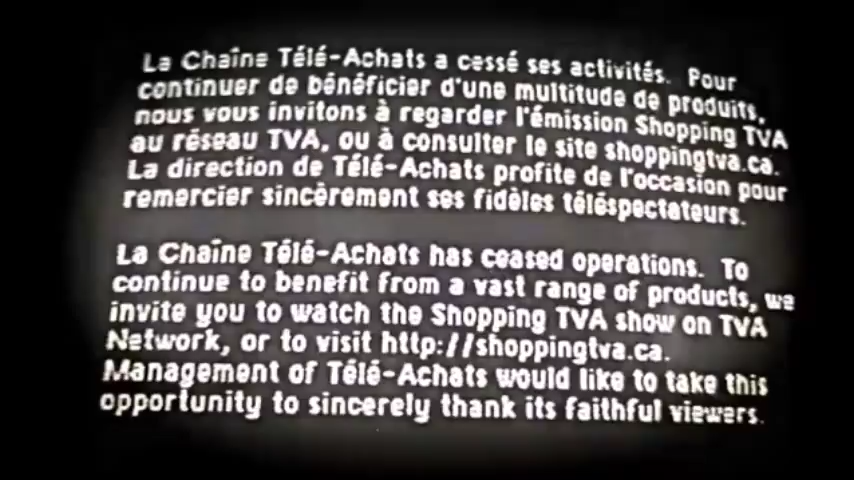 La Chaîne Télé-Achats a cessé ses activités. Pour
continuer de bénéficier d'une multitude de produits,
nous vous invitons à regarder l'émission Shopping TVA
au réseau TVA, ou à consulter le site shoppingtva.ca.
La direction de Télé-Achats profite de l'occasion pour
remercier sincèrement ses fidèles téléspectateurs.
La Chaîne Télé-Achats has ceased operations. To
continue to benefit from a vast range of products, we
invite you to watch the Shopping TVA show on TVA
Network, or to visit http://shoppingtva.ca.
Management of Télé-Achats would like to take this
opportunity to sincerely thank its faithful viewers.